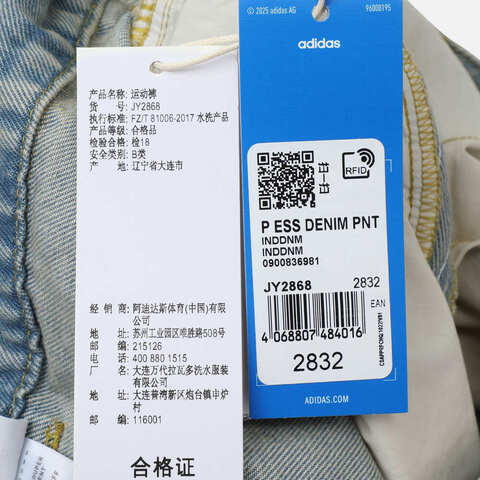 产品名称: 运动裤
货　　号: JY2868
执行标准: FZ/T 81006-2017 水洗产品
产品等级: 合格品
检验合格: 检18
安全类别: B类
产　　地: 辽宁省大连市
经 销 商: 阿迪达斯体育(中国)有限
公司
地　　址: 苏州工业园区唯胜路508号
邮　　编: 215126
电　　话: 400 880 1515
厂　　名: 大连万代拉瓦多洗水服装
有限公司
地　　址: 大连普湾新区炮台镇中炉
村
邮　　编: 116001
合格证
© 2025 adidas AG
96000195
adidas
RFID
P ESS DENIM PNT
INDDNM
INDDNM
0900836981
JY2868 2832
EAN
4 068807 484016
2832
ADIDAS.COM